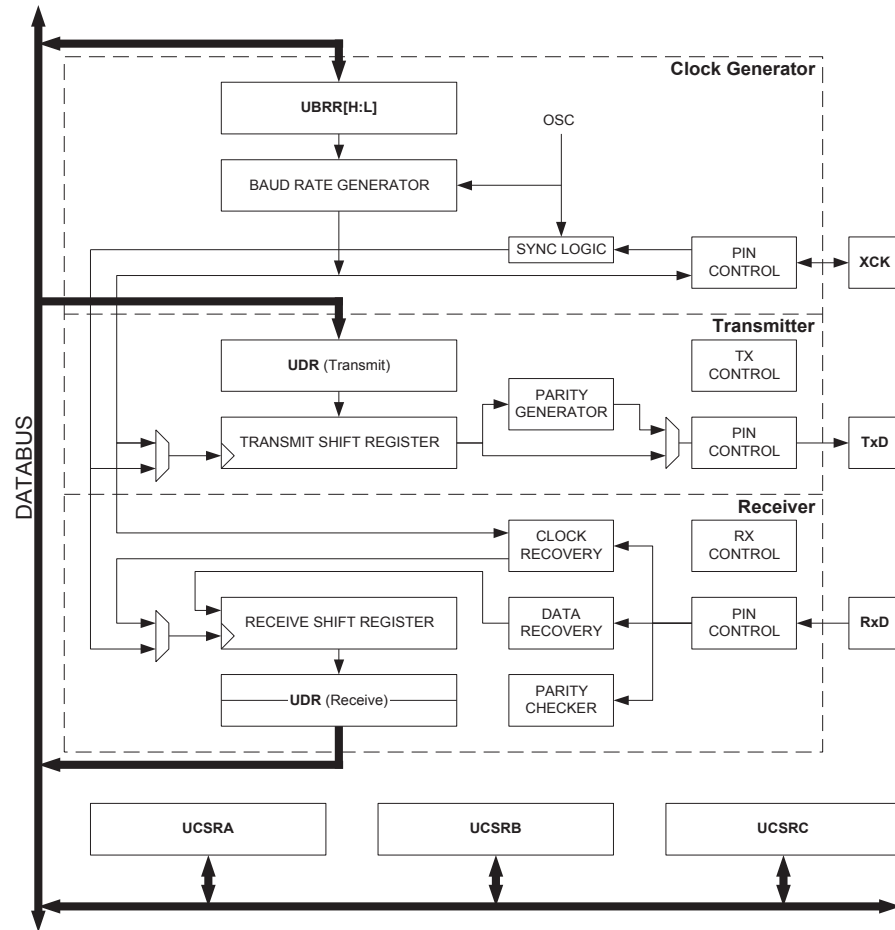 Clock Generator
UBRR[H:L]
OSC
BAUD RATE GENERATOR
SYNC LOGIC
PIN
CONTROL
XCK
DATABUS
Transmitter
UDR (Transmit)
TX
CONTROL
PARITY
GENERATOR
TRANSMIT SHIFT REGISTER
PIN
CONTROL
TxD
Receiver
CLOCK
RECOVERY
RX
CONTROL
RECEIVE SHIFT REGISTER
DATA
RECOVERY
PIN
CONTROL
RxD
UDR (Receive)
PARITY
CHECKER
UCSRA
UCSRB
UCSRC